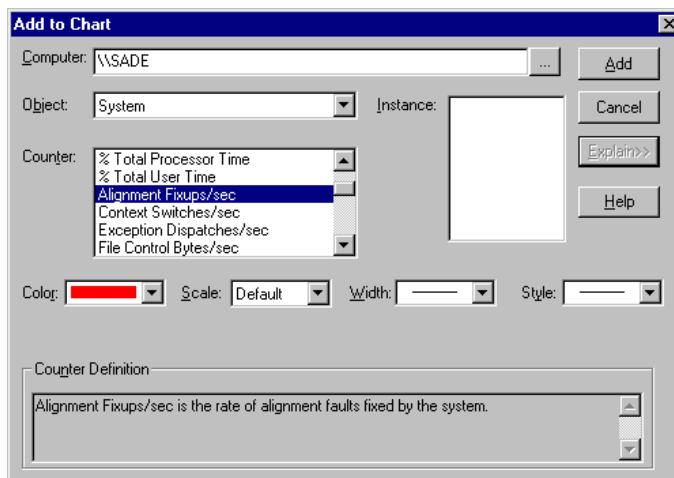 Add to Chart
Computer: \\SADE ... Add
Object: System Instance: Cancel
Counter: % Total Processor Time Explain>>
% Total User Time
Alignment Fixups/sec
Context Switches/sec Help
Exception Dispatches/sec
File Control Bytes/sec
Color: Scale: Default Width: Style:
Counter Definition
Alignment Fixups/sec is the rate of alignment faults fixed by the system.